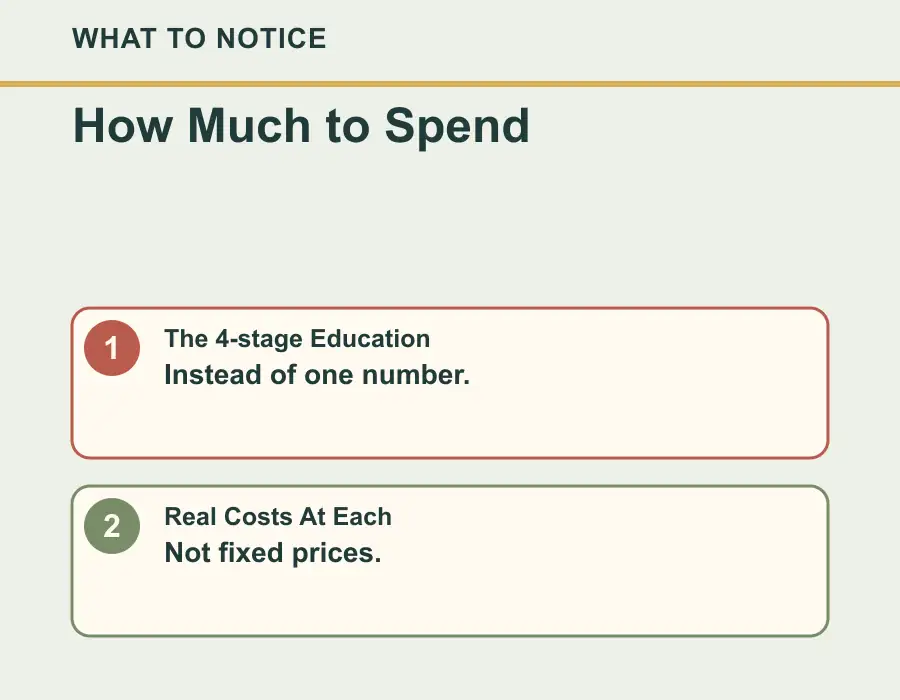 WHAT TO NOTICE
How Much to Spend
1
The 4-stage Education
Instead of one number.
2
Real Costs At Each
Not fixed prices.